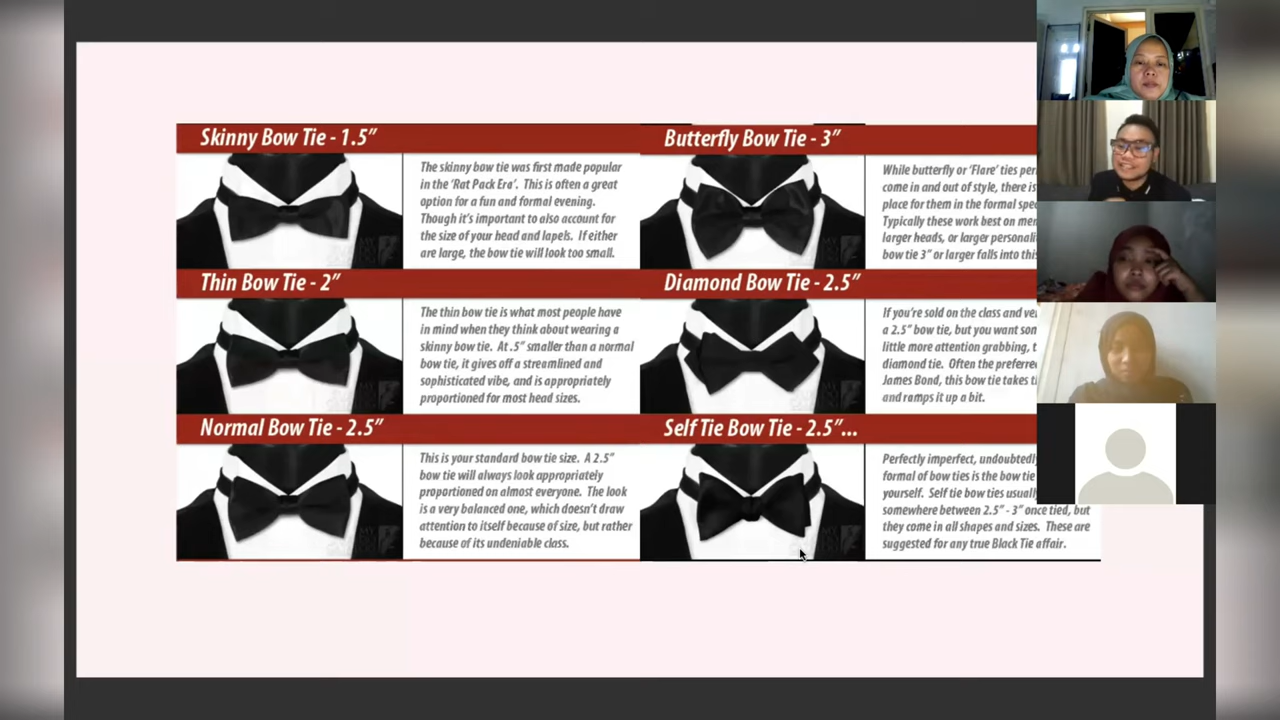 Skinny Bow Tie - 1.5"
The skinny bow tie was first made popular
in the 'Rat Pack Era'. This is often a great
option for a fun and formal evening.
Though it's important to also account for
the size of your head and lapels. If either
are large, the bow tie will look too small.
Thin Bow Tie - 2"
The thin bow tie is what most people have
in mind when they think about wearing a
skinny bow tie. At .5" smaller than a normal
bow tie, it gives off a streamlined and
sophisticated vibe, and is appropriately
proportioned for most head sizes.
Normal Bow Tie - 2.5"
This is your standard bow tie size. A 2.5"
bow tie will always look appropriately
proportioned on almost everyone. The look
is a very balanced one, which doesn't draw
attention to itself because of size, but rather
because of its undeniable class.
Butterfly Bow Tie - 3"
While butterfly or 'Flare' ties
come in and out of style, there is
place for them in the formal
Typically these work best on
larger heads, or larger
bow tie 3" or larger falls into
Diamond Bow Tie - 2.5"
If you're sold on the class and
a 2.5" bow tie, but you want
little more attention grabbing,
diamond tie. Often the
James Bond, this bow tie takes
and ramps it up a bit.
Self Tie Bow Tie - 2.5"...
Perfectly imperfect, undoubtedly
formal of bow ties is the bow tie
yourself. Self tie bow ties
somewhere between 2.5" - 3" once tied, but
they come in all shapes and sizes. These are
suggested for any true Black Tie affair.